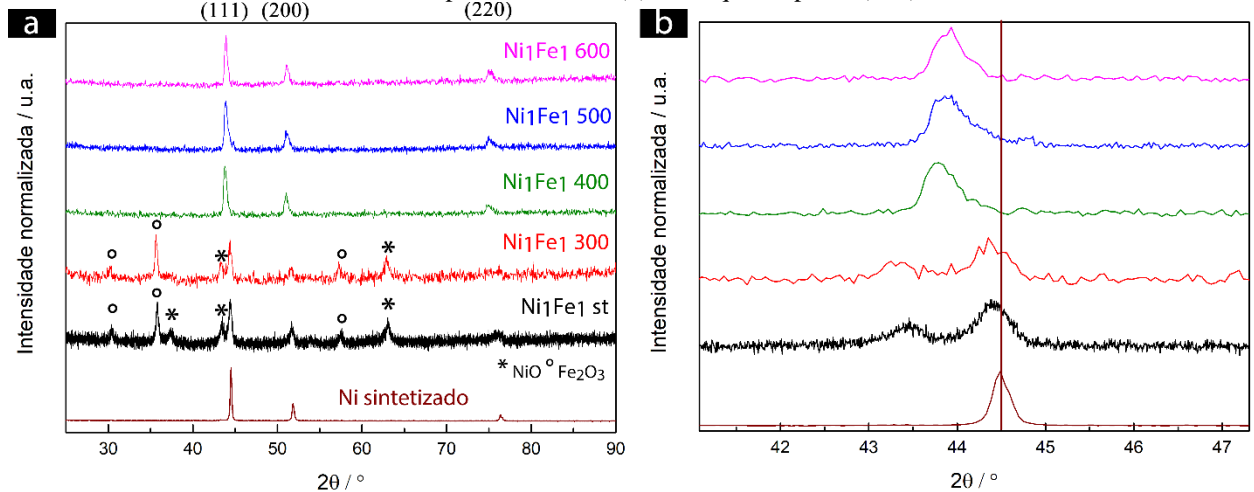 (111) (200) (220)
a
Intensidade normalizada / u.a.
Ni1Fe1 600
Ni1Fe1 500
Ni1Fe1 400
Ni1Fe1 300
Ni1Fe1 st
* NiO ° Fe2O3
Ni sintetizado
30 40 50 60 70 80 90
2θ / °
b
Intensidade normalizada / u.a
42 43 44 45 46 47
2θ / °